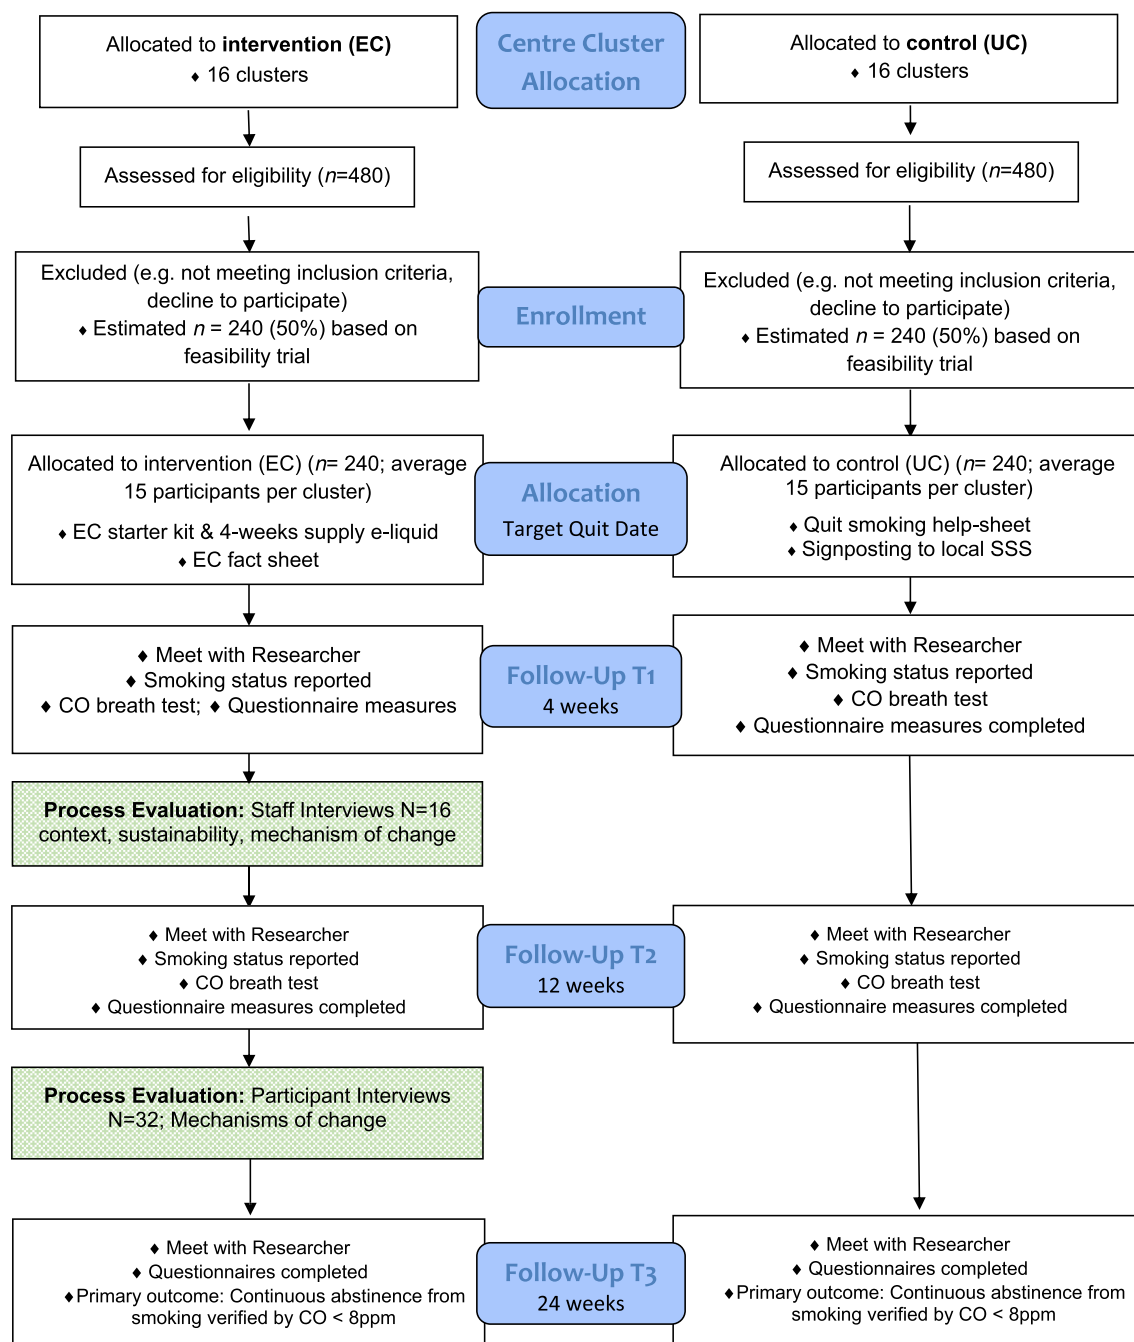 Allocated to intervention (EC)
♦ 16 clusters
Centre Cluster
Allocation
Allocated to control (UC)
♦ 16 clusters
Assessed for eligibility (n=480)
Assessed for eligibility (n=480)
Excluded (e.g. not meeting inclusion criteria,
decline to participate)
♦ Estimated n = 240 (50%) based on
feasibility trial
Enrollment
Excluded (e.g. not meeting inclusion criteria,
decline to participate)
♦ Estimated n = 240 (50%) based on
feasibility trial
Allocated to intervention (EC) (n= 240; average
15 participants per cluster)
♦ EC starter kit & 4-weeks supply e-liquid
♦ EC fact sheet
Allocation
Target Quit Date
Allocated to control (UC) (n= 240; average
15 participants per cluster)
♦ Quit smoking help-sheet
♦ Signposting to local SSS
♦ Meet with Researcher
♦ Smoking status reported
♦ CO breath test; ♦ Questionnaire measures
Follow-Up T1
4 weeks
♦ Meet with Researcher
♦ Smoking status reported
♦ CO breath test
♦ Questionnaire measures completed
Process Evaluation: Staff Interviews N=16
context, sustainability, mechanism of change
♦ Meet with Researcher
♦ Smoking status reported
♦ CO breath test
♦ Questionnaire measures completed
Follow-Up T2
12 weeks
♦ Meet with Researcher
♦ Smoking status reported
♦ CO breath test
♦ Questionnaire measures completed
Process Evaluation: Participant Interviews
N=32; Mechanisms of change
♦ Meet with Researcher
♦ Questionnaires completed
♦Primary outcome: Continuous abstinence from
smoking verified by CO < 8ppm
Follow-Up T3
24 weeks
♦ Meet with Researcher
♦ Questionnaires completed
♦Primary outcome: Continuous abstinence from
smoking verified by CO < 8ppm